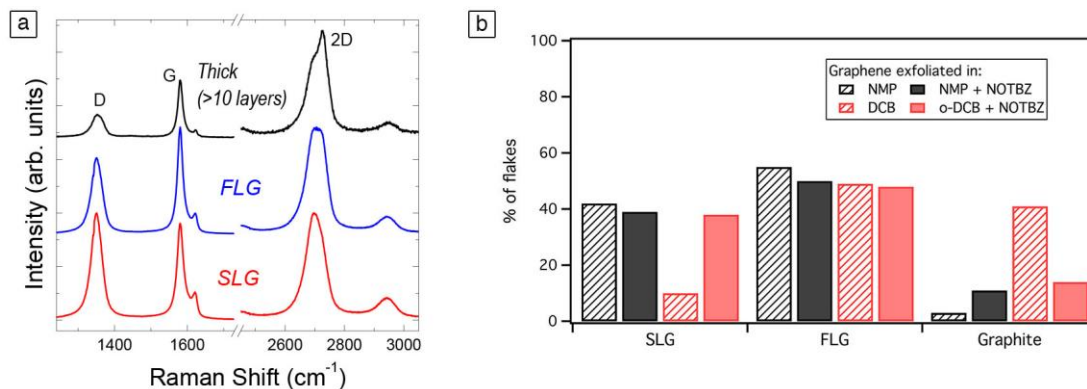 a
Intensity (arb. units)
D
G
Thick
(>10 layers)
2D
FLG
SLG
1400
1600
2600
2800
3000
Raman Shift (cm⁻¹)
b
% of flakes
100
80
60
40
20
0
Graphene exfoliated in:
NMP
NMP + NOTBZ
DCB
o-DCB + NOTBZ
SLG
FLG
Graphite